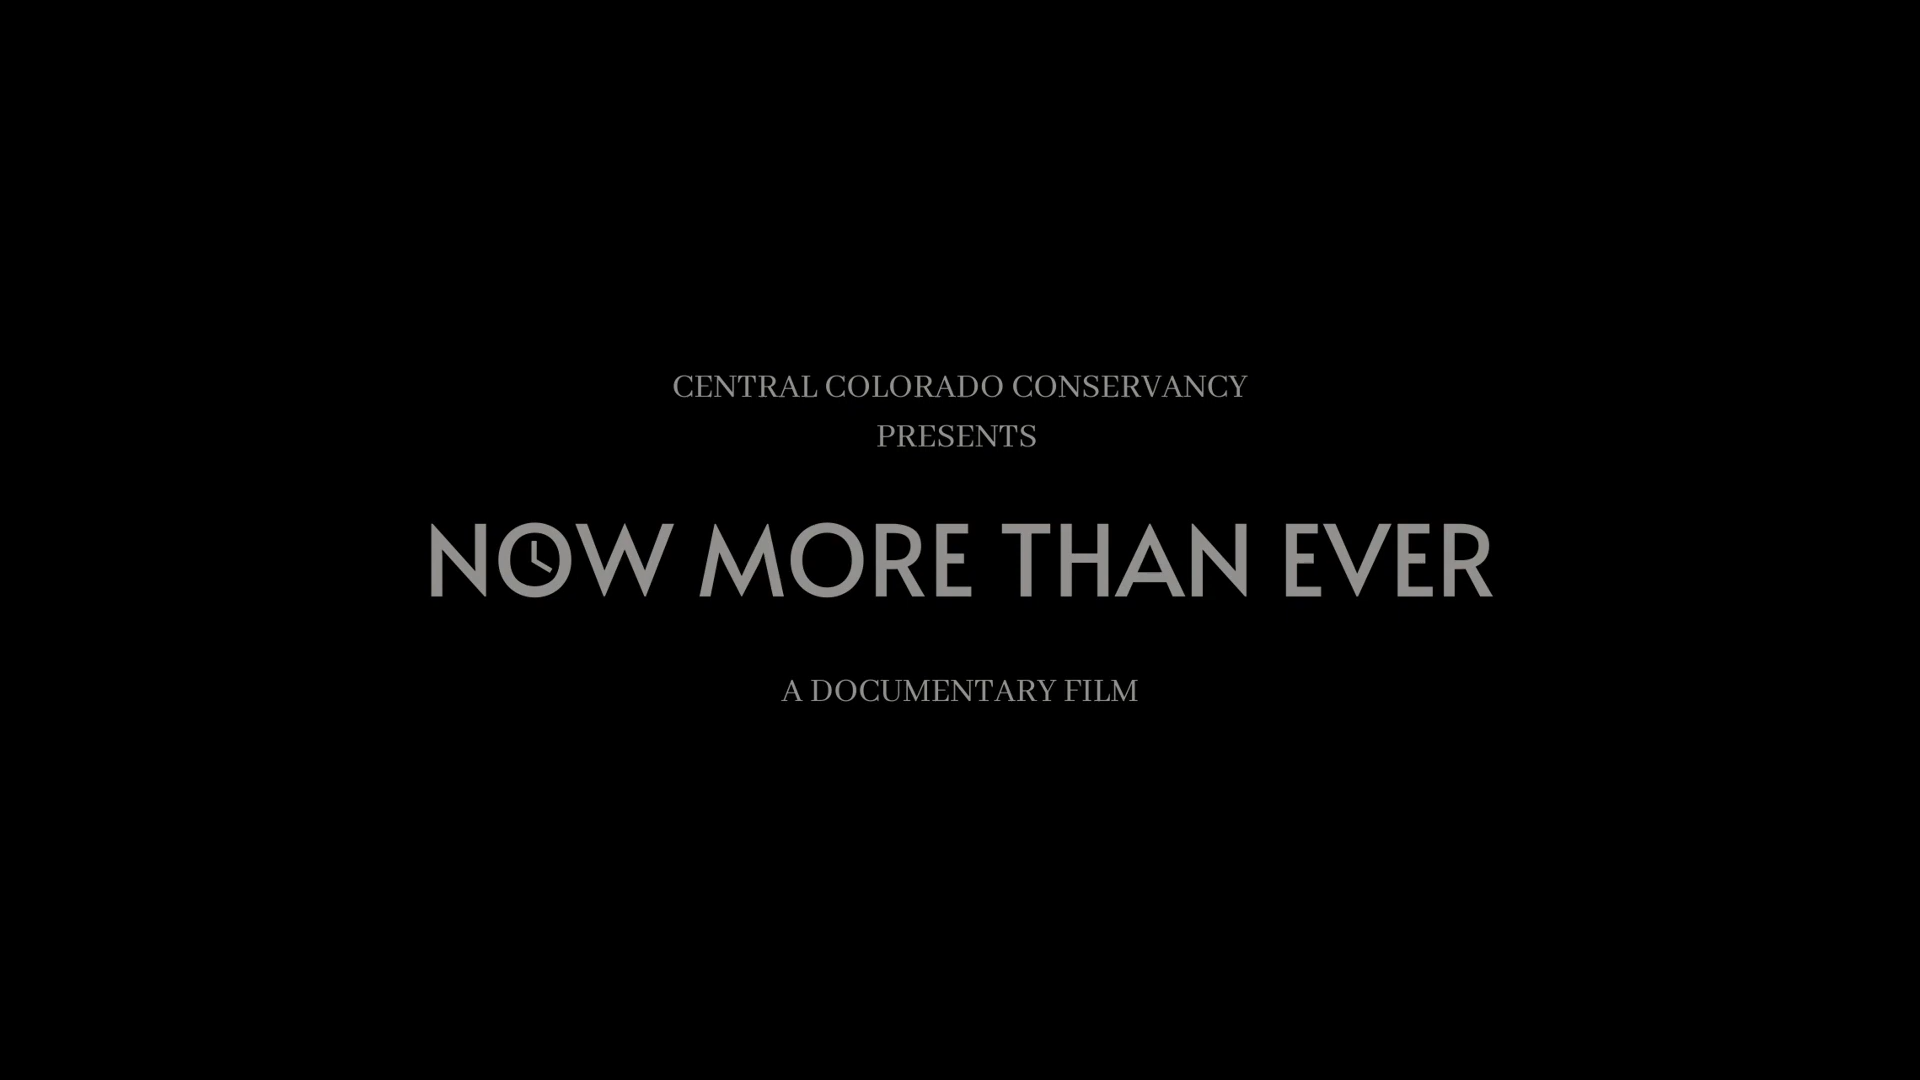 CENTRAL COLORADO CONSERVANCY
PRESENTS
NOW MORE THAN EVER
A DOCUMENTARY FILM